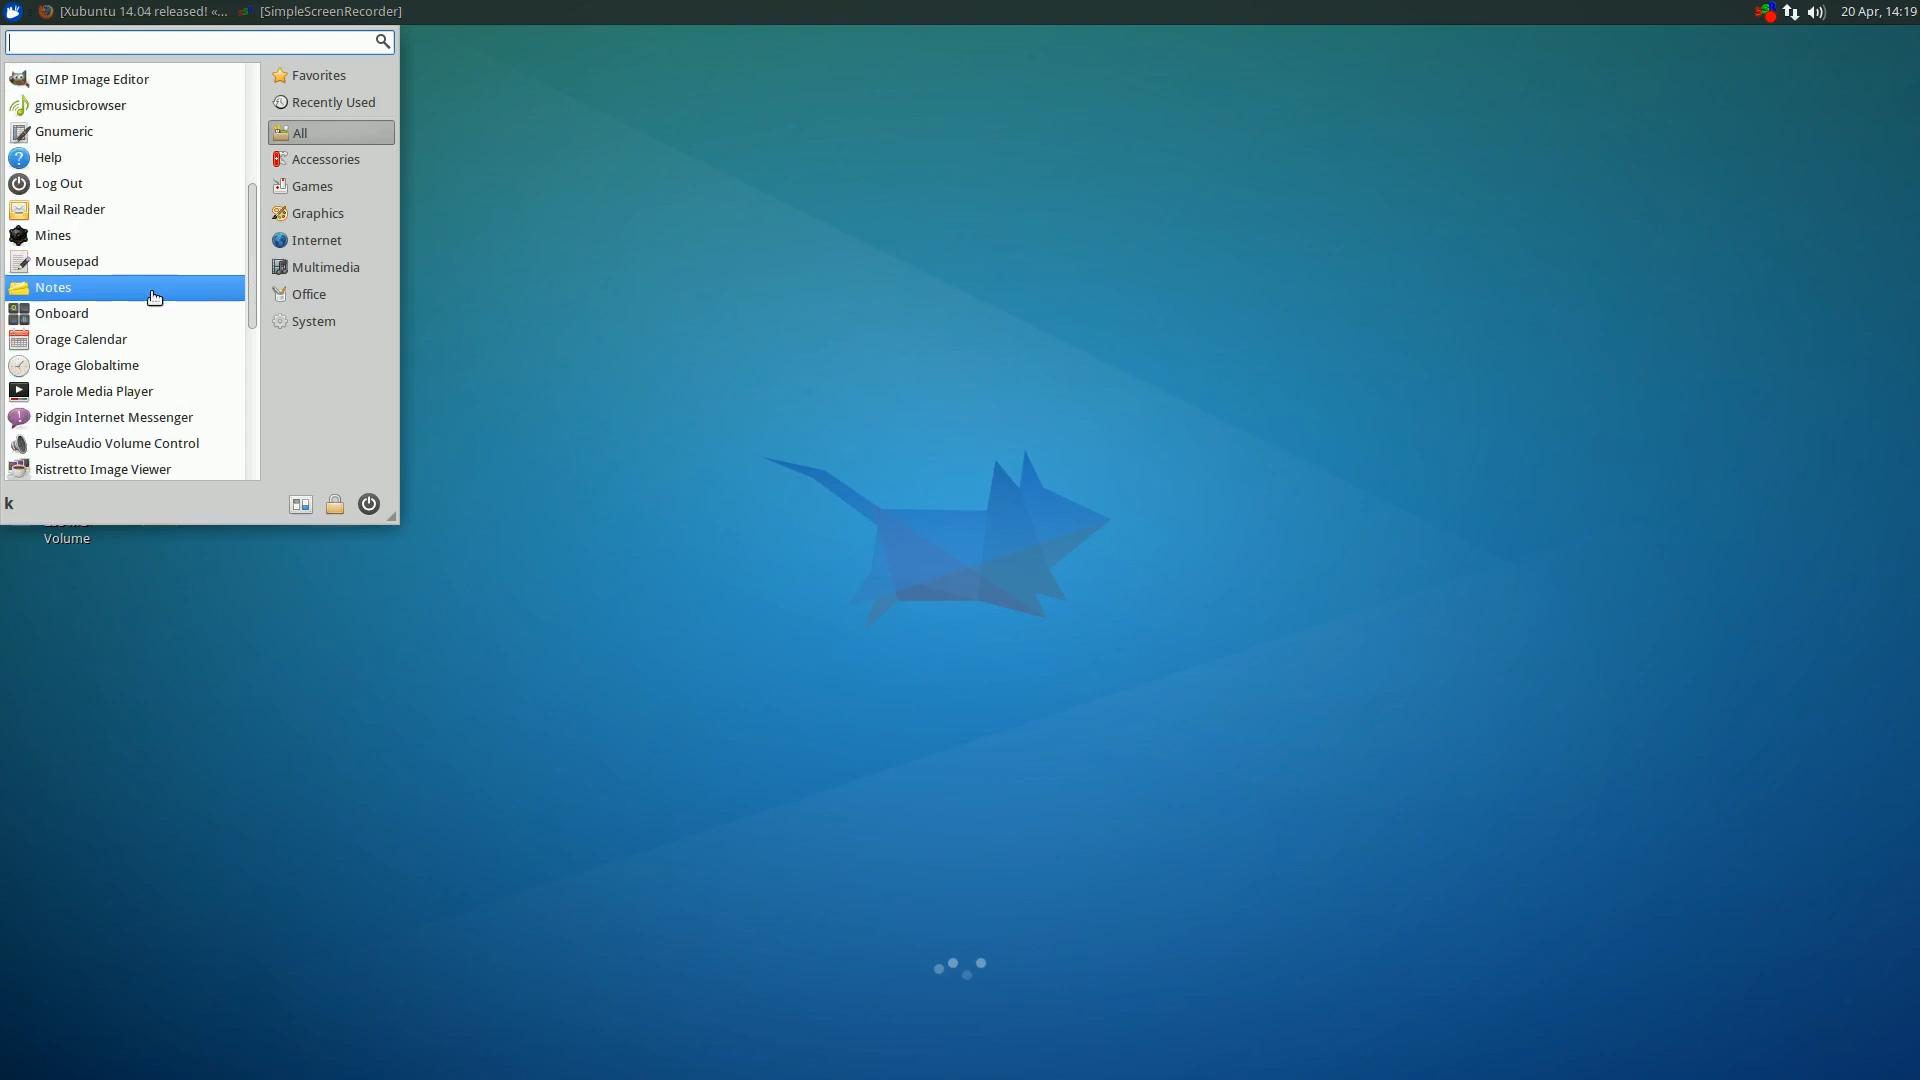 [Xubuntu 14.04 released! «... [SimpleScreenRecorder] 20 Apr, 14:19
GIMP Image Editor
gmusicbrowser
Gnumeric
Help
Log Out
Mail Reader
Mines
Mousepad
Notes
Onboard
Orage Calendar
Orage Globaltime
Parole Media Player
Pidgin Internet Messenger
PulseAudio Volume Control
Ristretto Image Viewer
Favorites
Recently Used
All
Accessories
Games
Graphics
Internet
Multimedia
Office
System
k
Volume